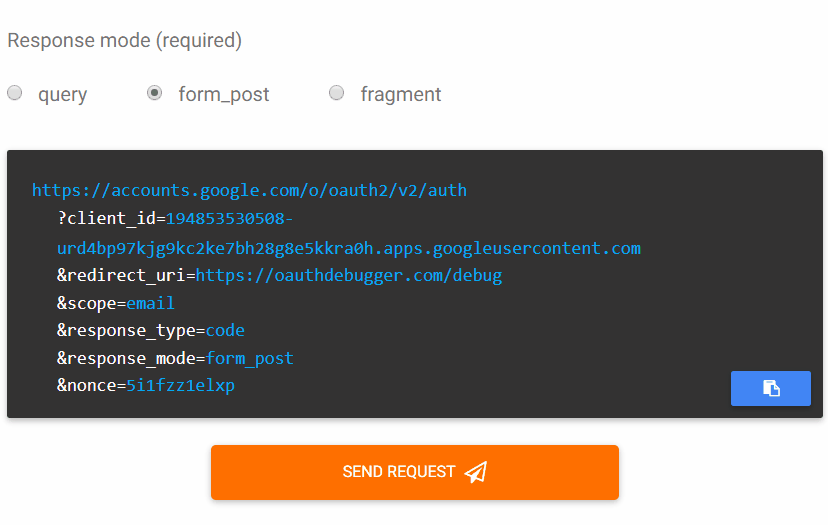 Response mode (required)
query form_post fragment
https://accounts.google.com/o/oauth2/v2/auth
?client_id=194853530508-
urd4bp97kjg9kc2ke7bh28g8e5kkra0h.apps.googleusercontent.com
&redirect_uri=https://oauthdebugger.com/debug
&scope=email
&response_type=code
&response_mode=form_post
&nonce=5i1fzz1elxp
SEND REQUEST